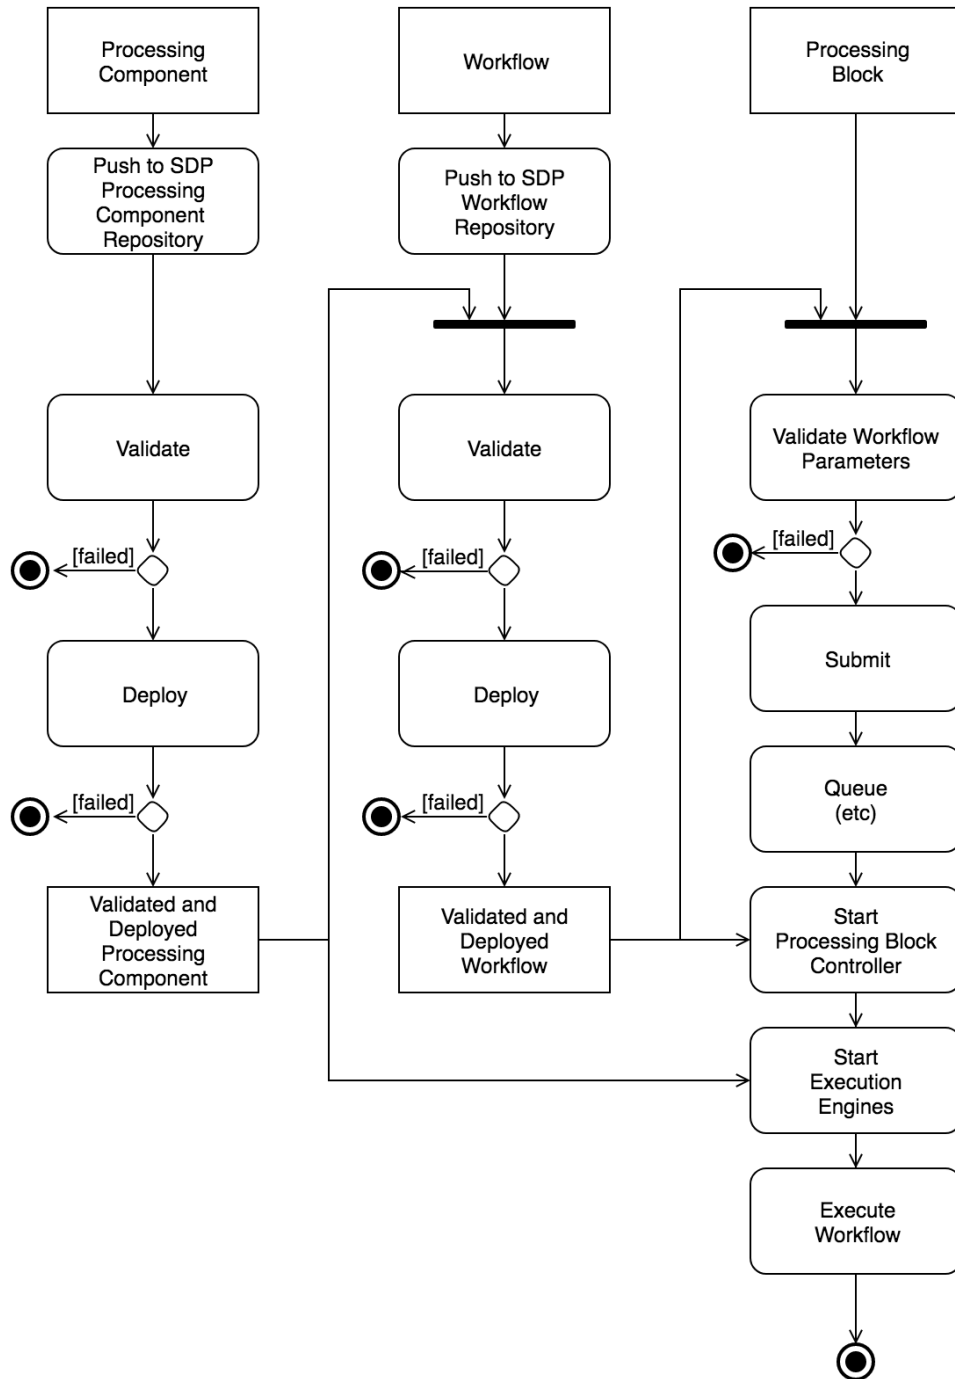 Processing
Component
Workflow
Processing
Block
Push to SDP
Processing
Component
Repository
Push to SDP
Workflow
Repository
Validate
Validate
Validate Workflow
Parameters
[failed]
[failed]
[failed]
Deploy
Deploy
Submit
[failed]
[failed]
Queue
(etc)
Validated and
Deployed
Processing
Component
Validated and
Deployed
Workflow
Start
Processing Block
Controller
Start
Execution
Engines
Execute
Workflow